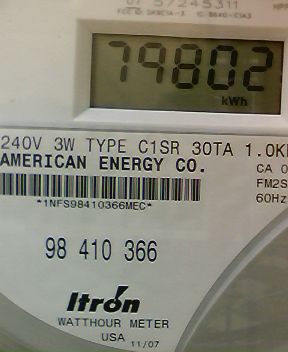 57245311
79802
kWh
240V 3W TYPE C1SR 30TA 1.0
AMERICAN ENERGY CO.
CA
FM2S
60Hz
*1NFS98410366MEC*
98 410 366
Itron
WATTHOUR METER
USA 11/07